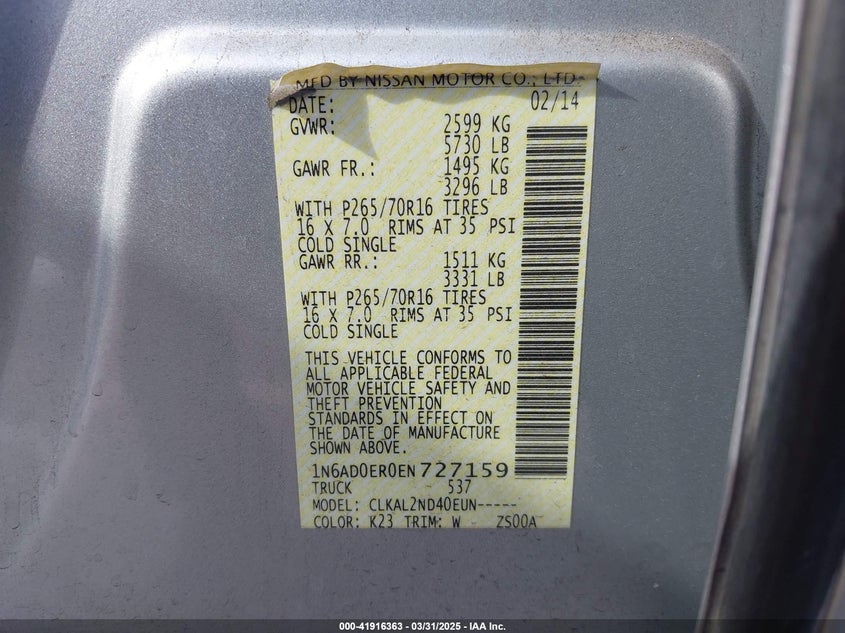 MFD BY NISSAN MOTOR CO., LTD.
DATE: 02/14
GVWR: 2599 KG
5730 LB
GAWR FR.: 1495 KG
3296 LB
WITH P265/70R16 TIRES
16 X 7.0 RIMS AT 35 PSI
COLD SINGLE
GAWR RR.: 1511 KG
3331 LB
WITH P265/70R16 TIRES
16 X 7.0 RIMS AT 35 PSI
COLD SINGLE
THIS VEHICLE CONFORMS TO
ALL APPLICABLE FEDERAL
MOTOR VEHICLE SAFETY AND
THEFT PREVENTION
STANDARDS IN EFFECT ON
THE DATE OF MANUFACTURE
SHOWN ABOVE.
1N6AD0ER0EN727159
TRUCK 537
MODEL: CLKAL2ND40EUN-----
COLOR: K23 TRIM: W ZS00A
000-41916363 — 03/31/2025 — IAA Inc.